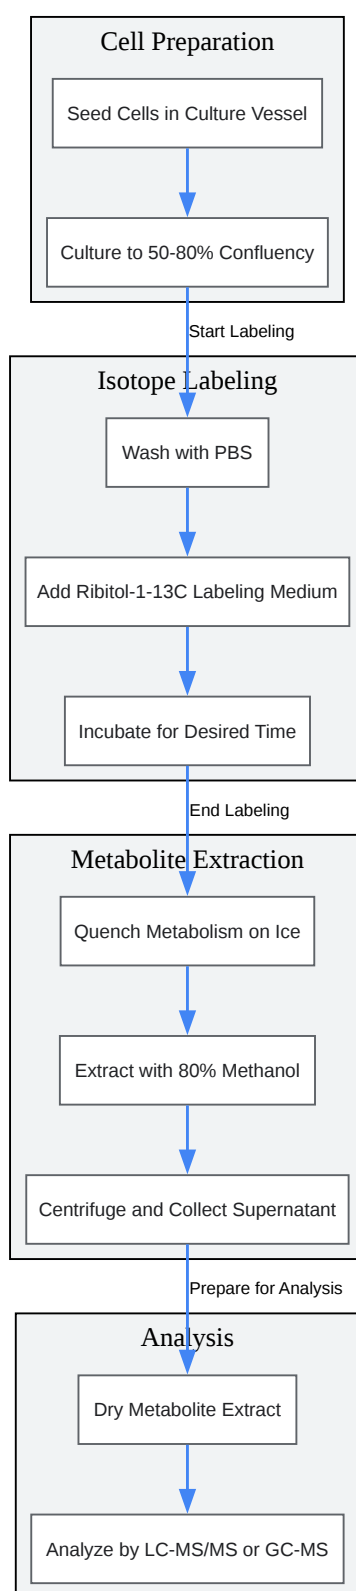 Cell Preparation
Seed Cells in Culture Vessel
Culture to 50-80% Confluency
Start Labeling
Isotope Labeling
Wash with PBS
Add Ribitol-1-13C Labeling Medium
Incubate for Desired Time
End Labeling
Metabolite Extraction
Quench Metabolism on Ice
Extract with 80% Methanol
Centrifuge and Collect Supernatant
Prepare for Analysis
Analysis
Dry Metabolite Extract
Analyze by LC-MS/MS or GC-MS